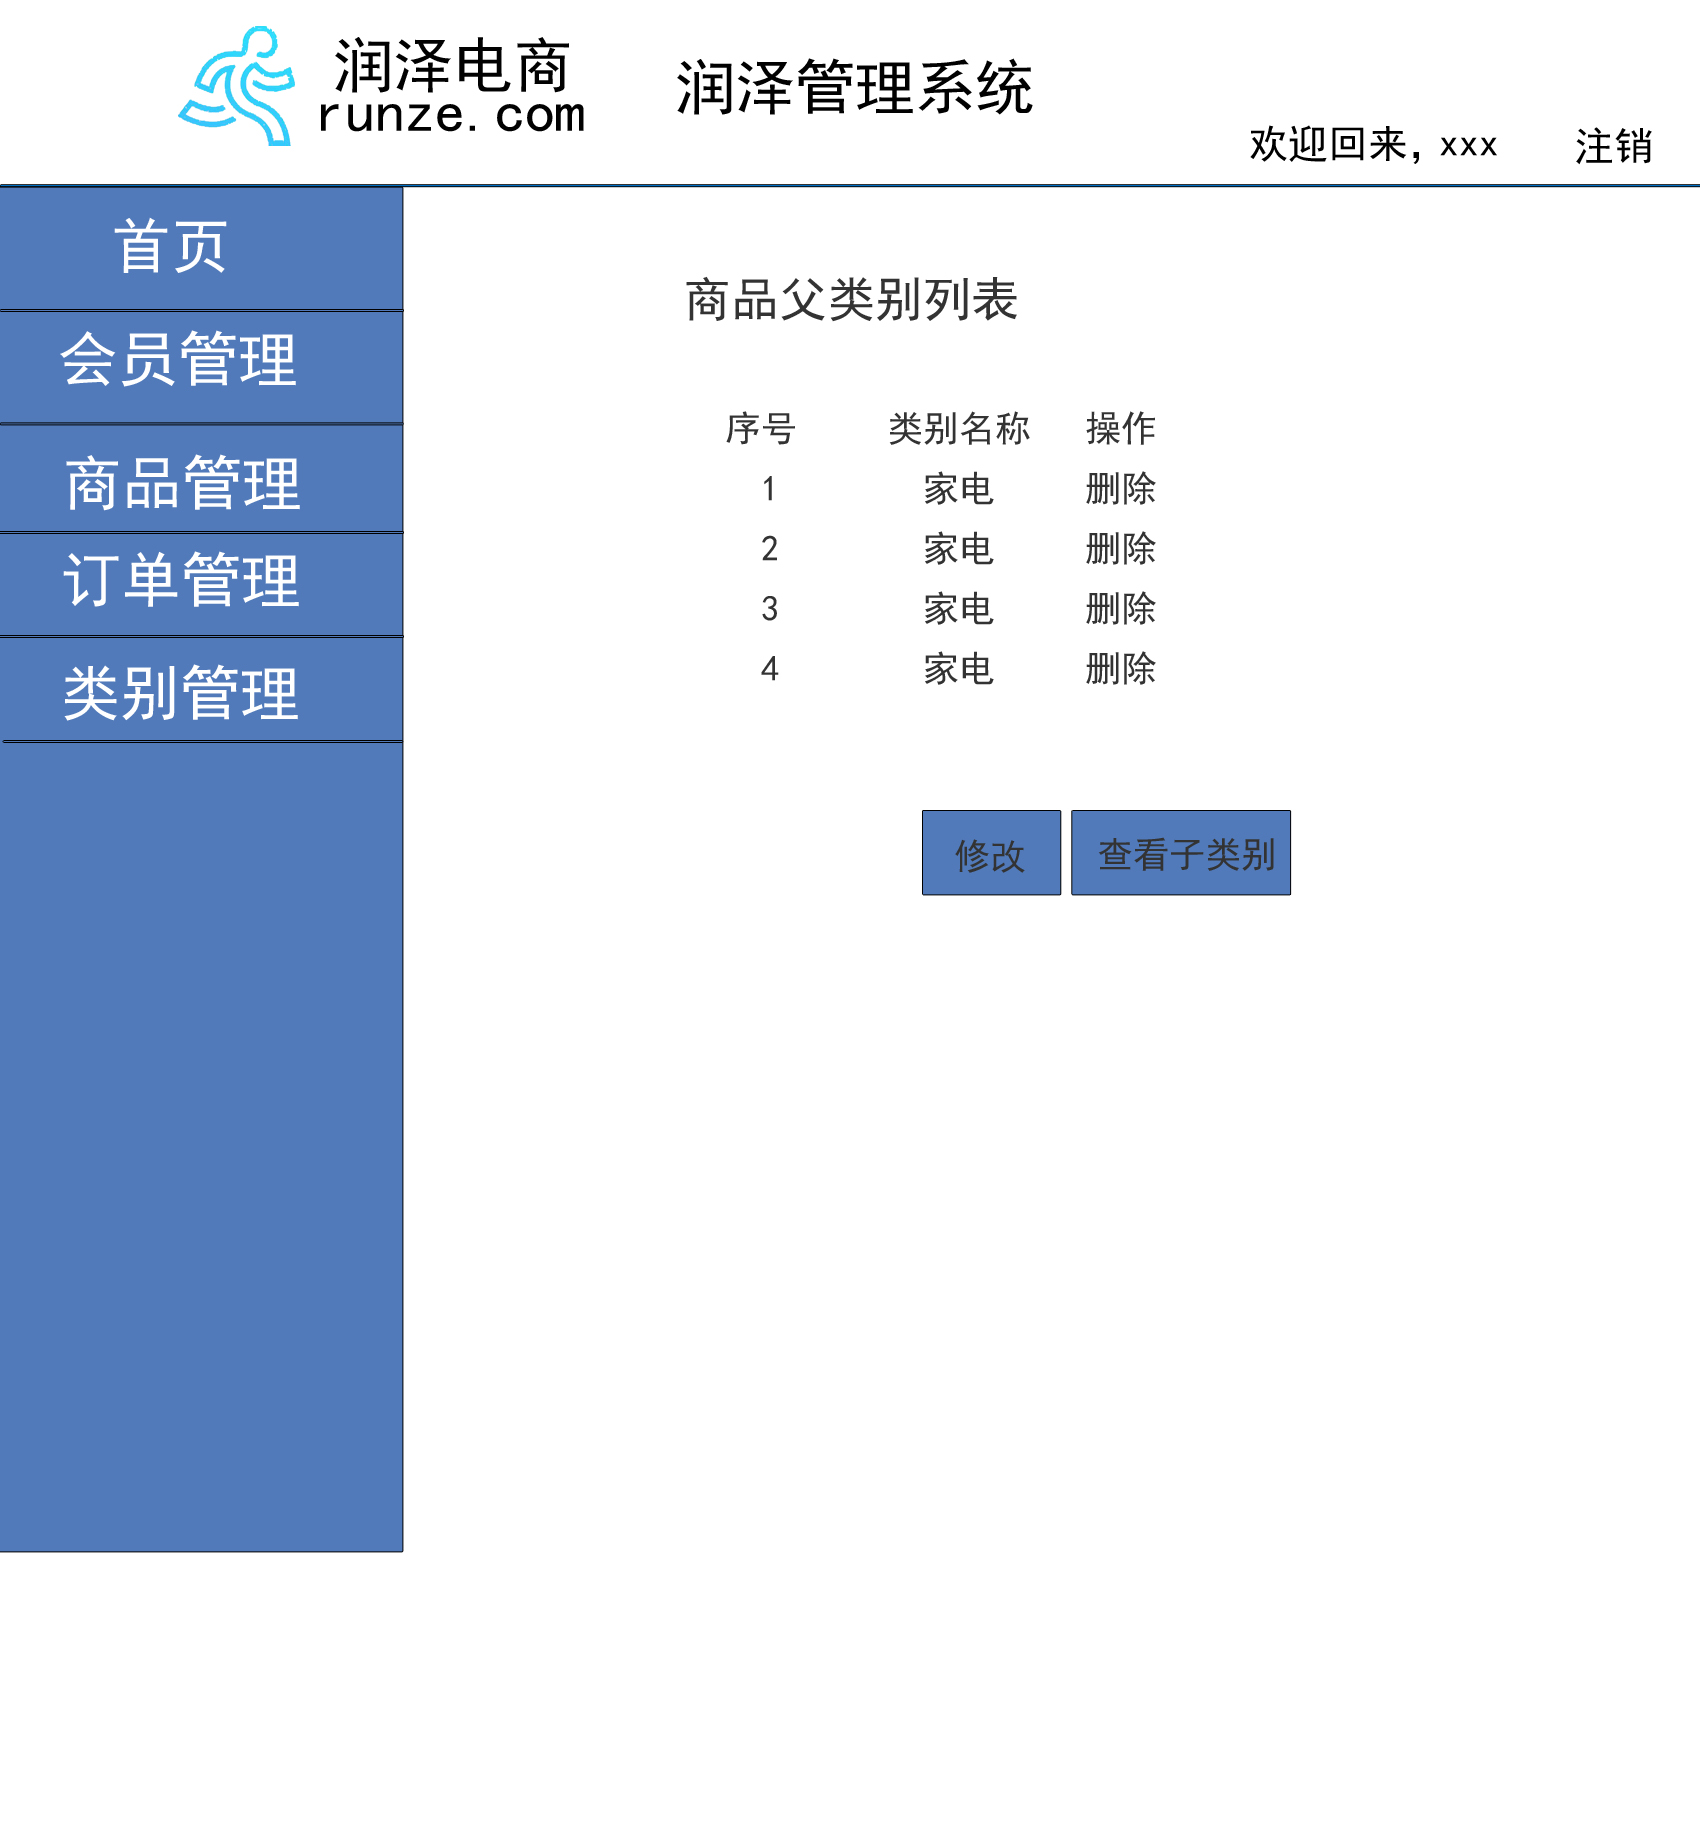 润泽电商
runze.com
润泽管理系统
欢迎回来，xxx 注销
首页
会员管理
商品管理
订单管理
类别管理
商品父类别列表
序号 类别名称 操作
1 家电 删除
2 家电 删除
3 家电 删除
4 家电 删除
修改 查看子类别